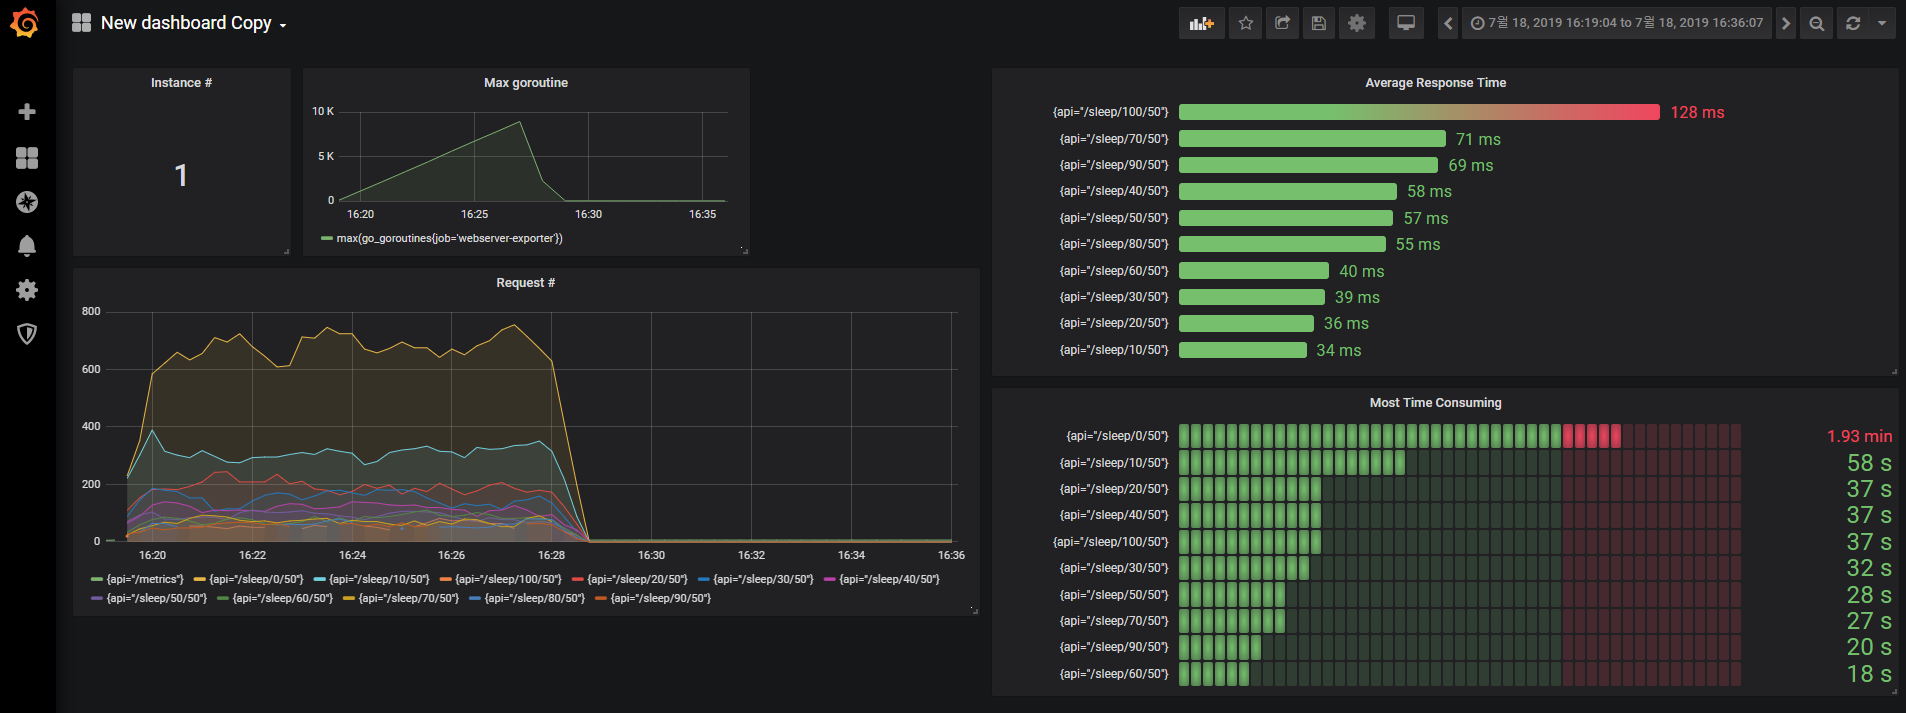 New dashboard Copy
7월 18, 2019 16:19:04 to 7월 18, 2019 16:36:07
Instance #
1
Max goroutine
10 K
5 K
0
16:20 16:25 16:30 16:35
max(go_goroutines{job='webserver-exporter'})
Request #
800
600
400
200
0
16:20 16:22 16:24 16:26 16:28 16:30 16:32 16:34 16:36
{api="/metrics"} {api="/sleep/0/50"} {api="/sleep/10/50"} {api="/sleep/100/50"} {api="/sleep/20/50"} {api="/sleep/30/50"} {api="/sleep/40/50"}
{api="/sleep/50/50"} {api="/sleep/60/50"} {api="/sleep/70/50"} {api="/sleep/80/50"} {api="/sleep/90/50"}
Average Response Time
{api="/sleep/100/50"} 128 ms
{api="/sleep/70/50"} 71 ms
{api="/sleep/90/50"} 69 ms
{api="/sleep/40/50"} 58 ms
{api="/sleep/50/50"} 57 ms
{api="/sleep/80/50"} 55 ms
{api="/sleep/60/50"} 40 ms
{api="/sleep/30/50"} 39 ms
{api="/sleep/20/50"} 36 ms
{api="/sleep/10/50"} 34 ms
Most Time Consuming
{api="/sleep/0/50"} 1.93 min
{api="/sleep/10/50"} 58 s
{api="/sleep/20/50"} 37 s
{api="/sleep/40/50"} 37 s
{api="/sleep/100/50"} 37 s
{api="/sleep/30/50"} 32 s
{api="/sleep/50/50"} 28 s
{api="/sleep/70/50"} 27 s
{api="/sleep/90/50"} 20 s
{api="/sleep/60/50"} 18 s